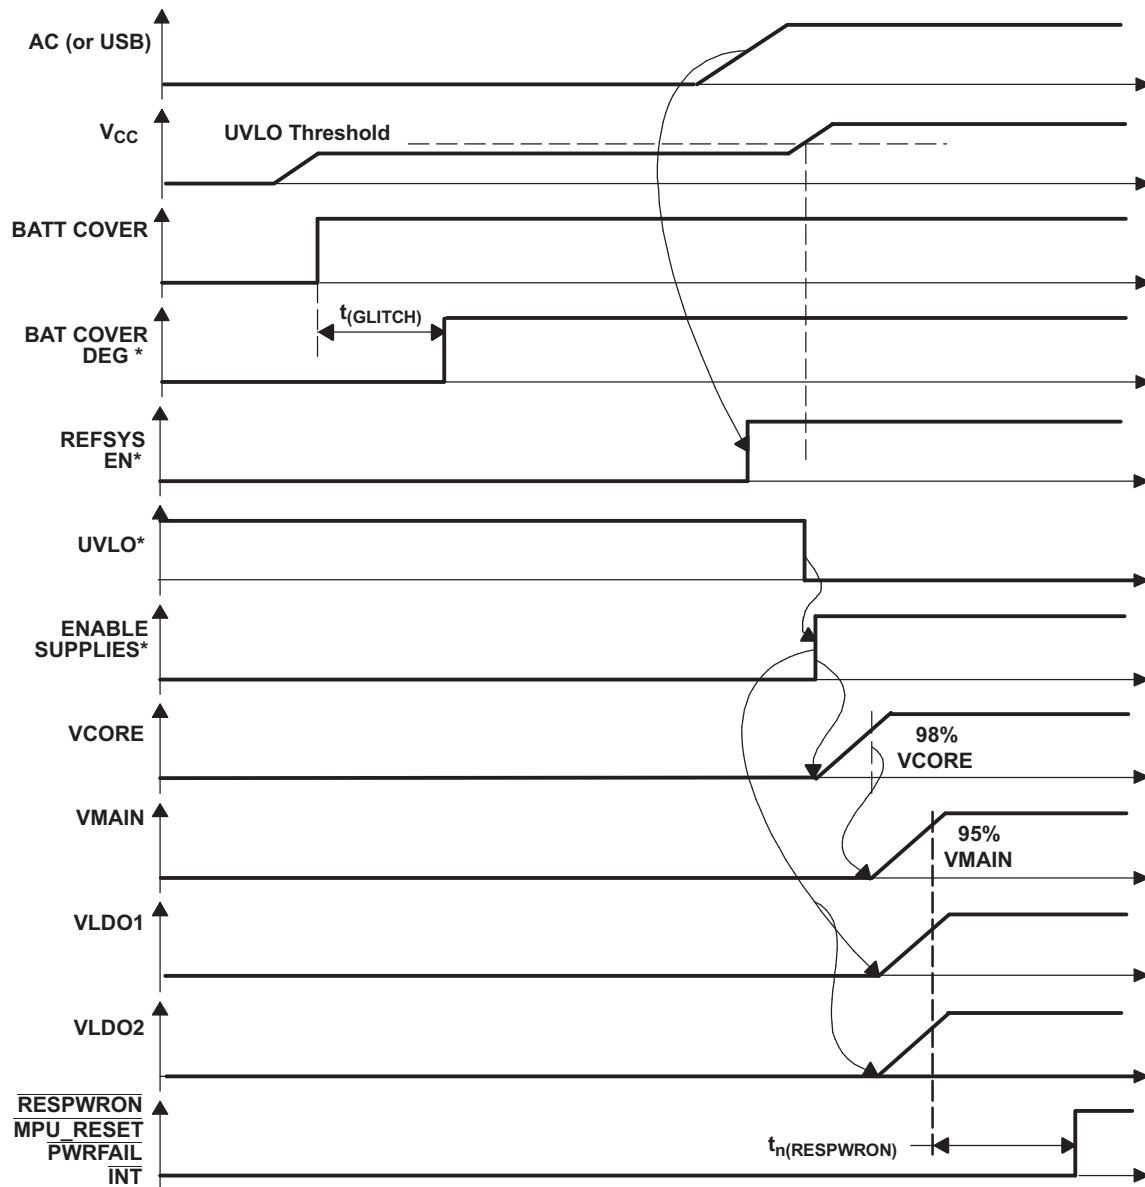 AC (or USB)
VCC
UVLO Threshold
BATT COVER
t(GLITCH)
BAT COVER
DEG *
REFSYS
EN*
UVLO*
ENABLE
SUPPLIES*
VCORE
98%
VCORE
VMAIN
95%
VMAIN
VLDO1
VLDO2
RESPWRON
MPU_RESET
PWRFAIL
INT
tn(RESPWRON)